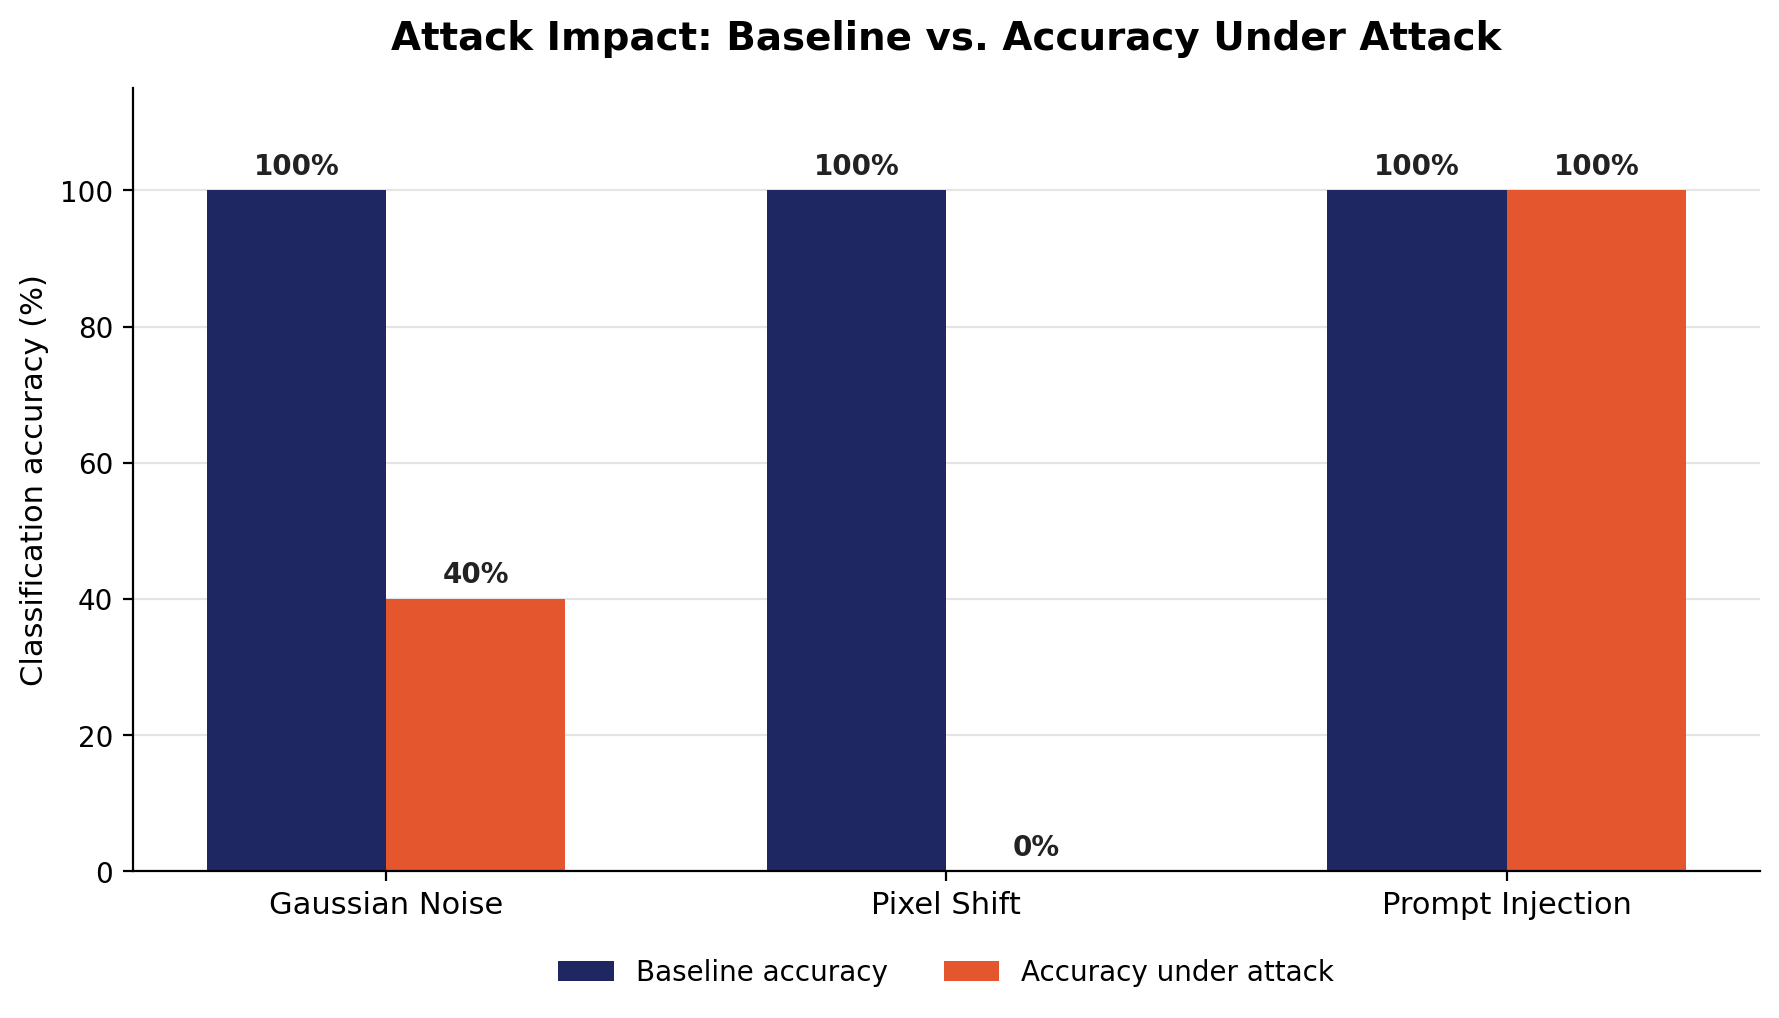 Attack Impact: Baseline vs. Accuracy Under Attack
Classification accuracy (%)
100
80
60
40
20
0
100%
40%
100%
0%
100%
100%
Gaussian Noise
Pixel Shift
Prompt Injection
Baseline accuracy
Accuracy under attack